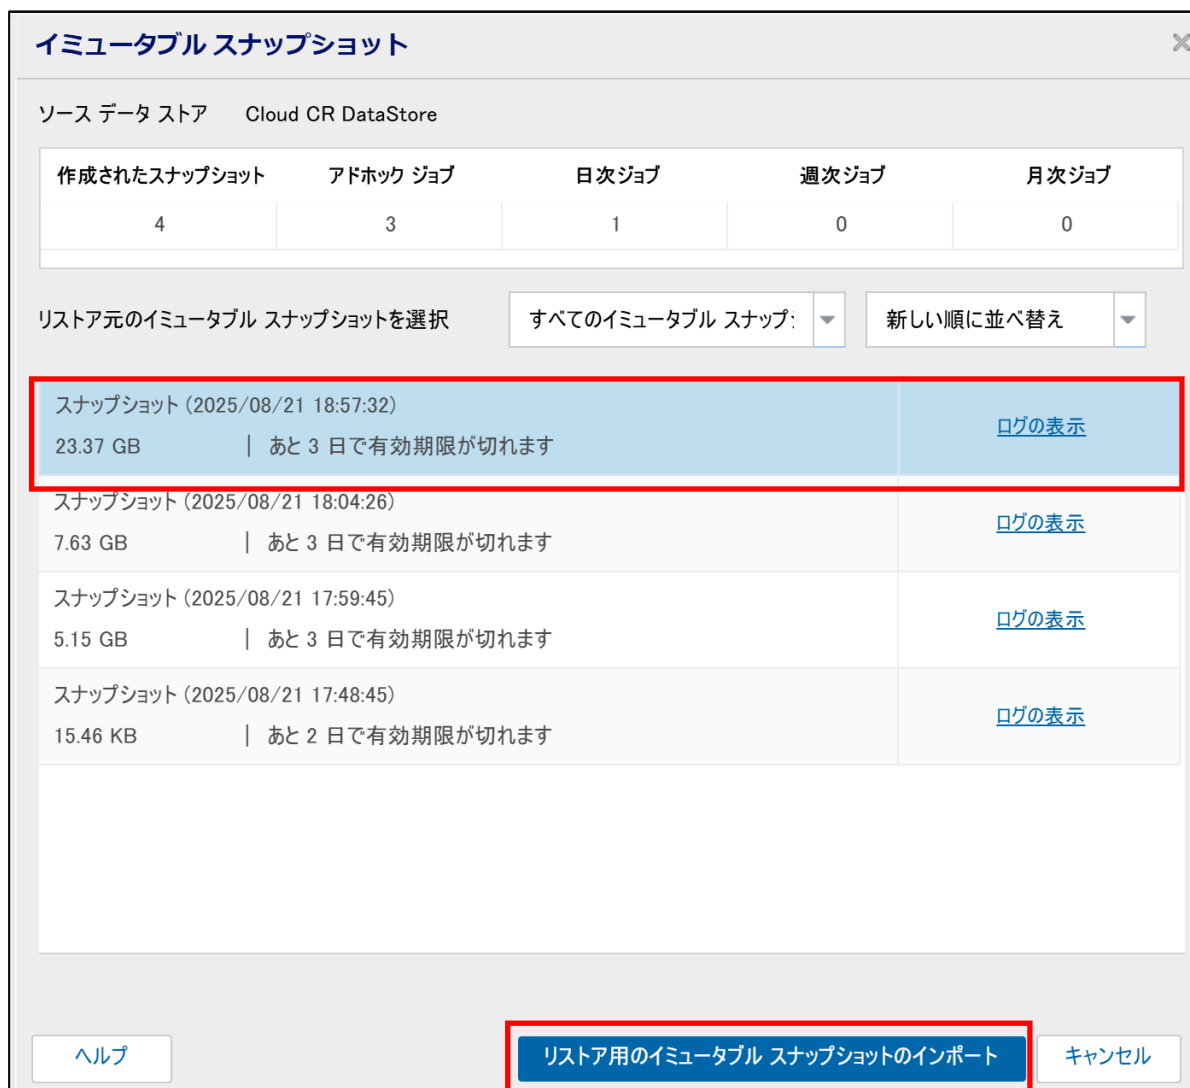 イミュータブル スナップショット
ソース データ ストア Cloud CR DataStore
作成されたスナップショット アドホック ジョブ 日次ジョブ 週次ジョブ 月次ジョブ
4 3 1 0 0
リストア元のイミュータブル スナップショットを選択 すべてのイミュータブル スナップ 新しい順に並べ替え
スナップショット (2025/08/21 18:57:32)
23.37 GB | あと 3 日で有効期限が切れます ログの表示
スナップショット (2025/08/21 18:04:26)
7.63 GB | あと 3 日で有効期限が切れます ログの表示
スナップショット (2025/08/21 17:59:45)
5.15 GB | あと 3 日で有効期限が切れます ログの表示
スナップショット (2025/08/21 17:48:45)
15.46 KB | あと 2 日で有効期限が切れます ログの表示
ヘルプ リストア用のイミュータブル スナップショットのインポート キャンセル